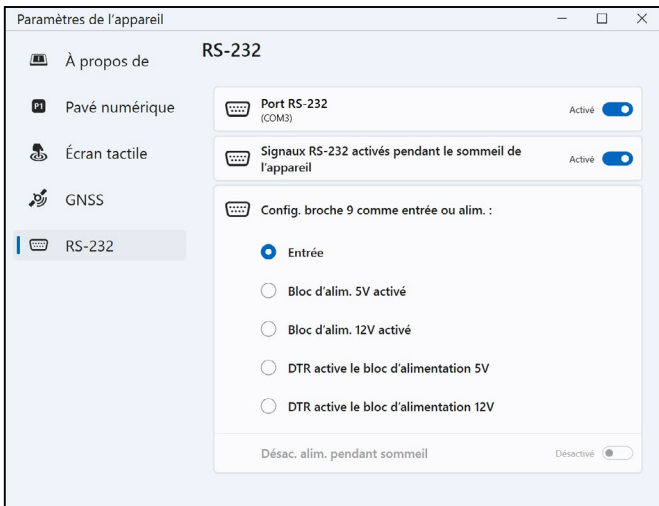 Paramètres de l'appareil
À propos de
P1
Pavé numérique
Écran tactile
GNSS
RS-232
RS-232
Port RS-232
(COM3)
Activé
Signaux RS-232 activés pendant le sommeil de
l'appareil
Activé
Config. broche 9 comme entrée ou alim. :
Entrée
Bloc d'alim. 5V activé
Bloc d'alim. 12V activé
DTR active le bloc d'alimentation 5V
DTR active le bloc d'alimentation 12V
Désac. alim. pendant sommeil
Désactivé